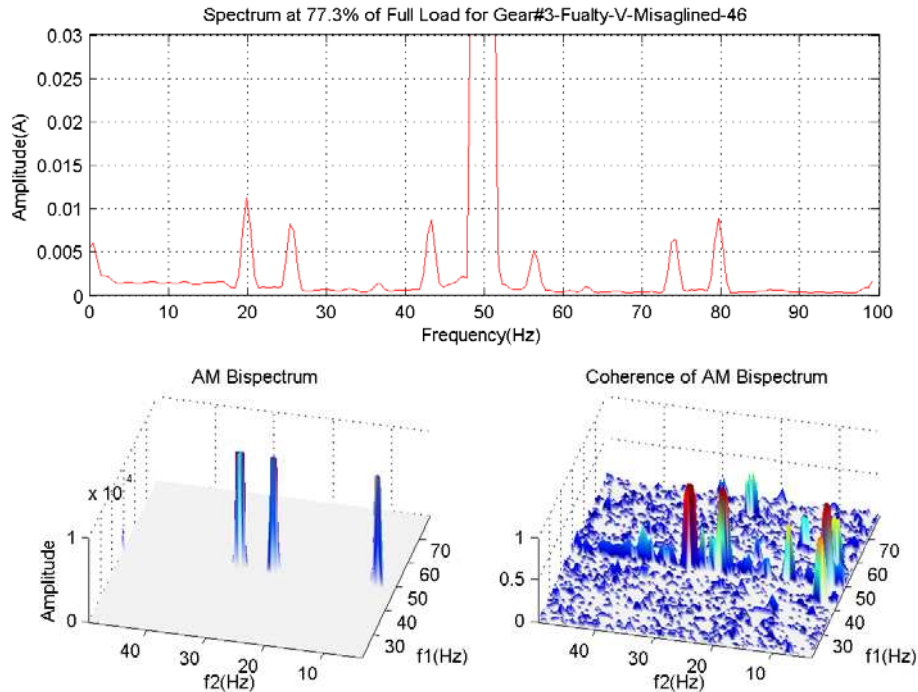 Spectrum at 77.3% of Full Load for Gear#3-Fualty-V-Misaglined-46
0.03
0.025
0.02
0.015
0.01
0.005
0
Amplitude(A)
0 10 20 30 40 50 60 70 80 90 100
Frequency(Hz)
AM Bispectrum
x 10^-4
1
0
Amplitude
40 30 20 10
f2(Hz)
30 40 50 60 70
f1(Hz)
Coherence of AM Bispectrum
1
0.5
0
40 30 20 10
f2(Hz)
30 40 50 60 70
f1(Hz)